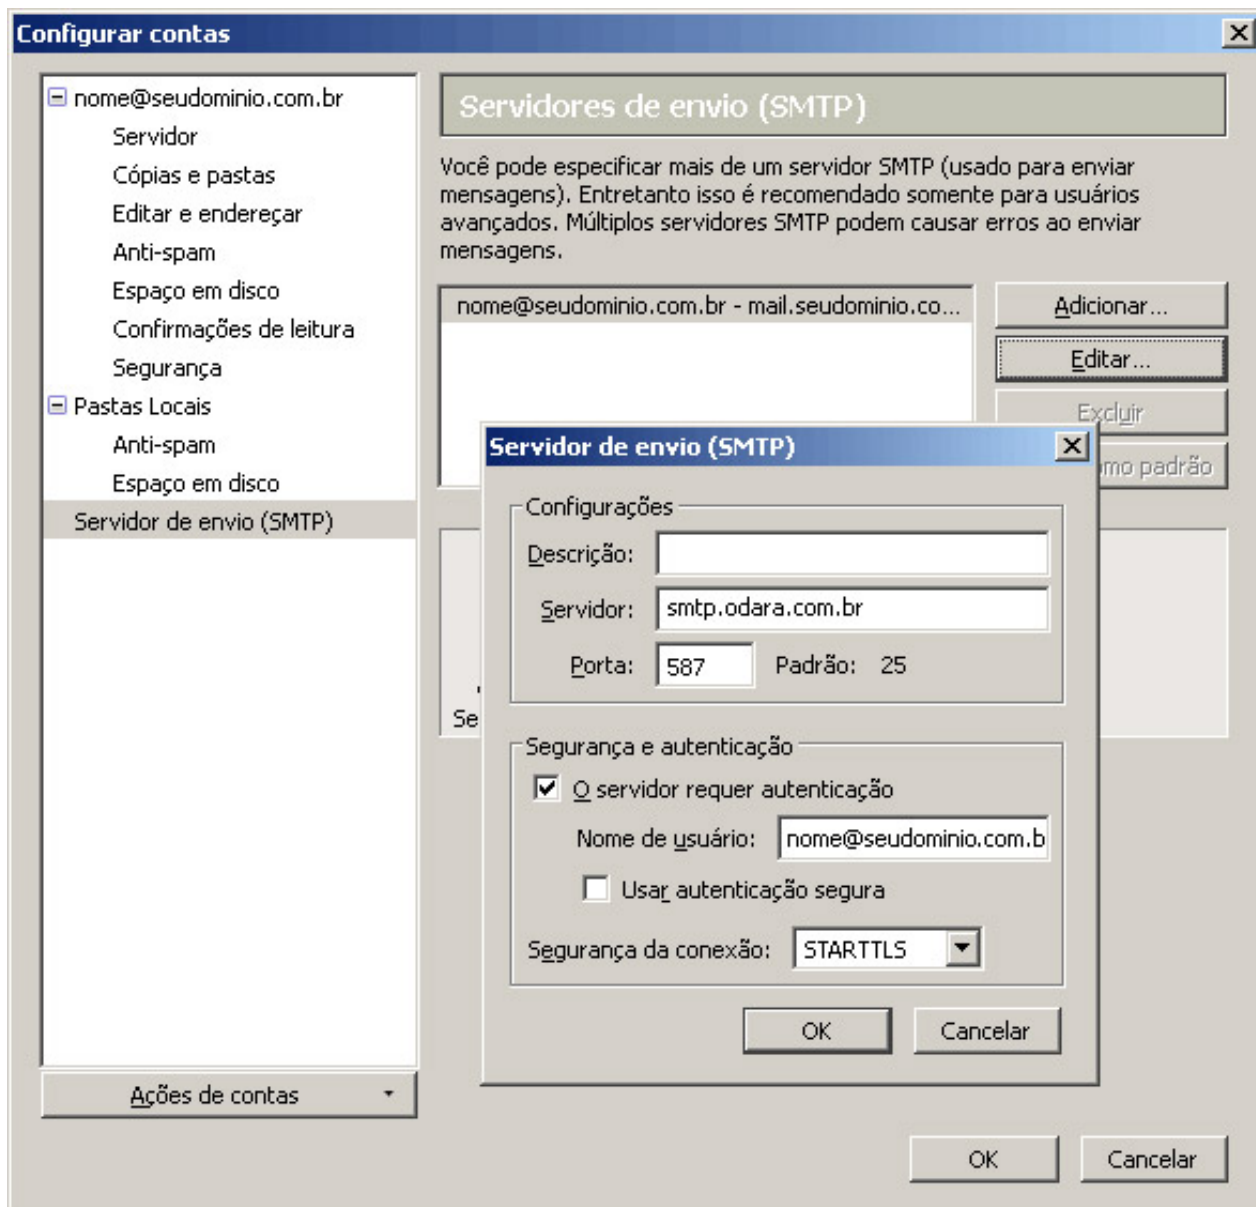 Configurar contas
nome@seudominio.com.br
Servidor
Cópias e pastas
Editar e endereçar
Anti-spam
Espaço em disco
Confirmações de leitura
Segurança
Pastas Locais
Anti-spam
Espaço em disco
Servidor de envio (SMTP)
Ações de contas
Servidores de envio (SMTP)
Você pode especificar mais de um servidor SMTP (usado para enviar
mensagens). Entretanto isso é recomendado somente para usuários
avançados. Múltiplos servidores SMTP podem causar erros ao enviar
mensagens.
nome@seudominio.com.br - mail.seudominio.co...
Adicionar...
Editar...
Excluir
omo padrão
Se
Servidor de envio (SMTP)
Configurações
Descrição:
Servidor: smtp.odara.com.br
Porta: 587 Padrão: 25
Segurança e autenticação
O servidor requer autenticação
Nome de usuário: nome@seudominio.com.b
Usar autenticação segura
Segurança da conexão: STARTTLS
OK Cancelar
OK Cancelar